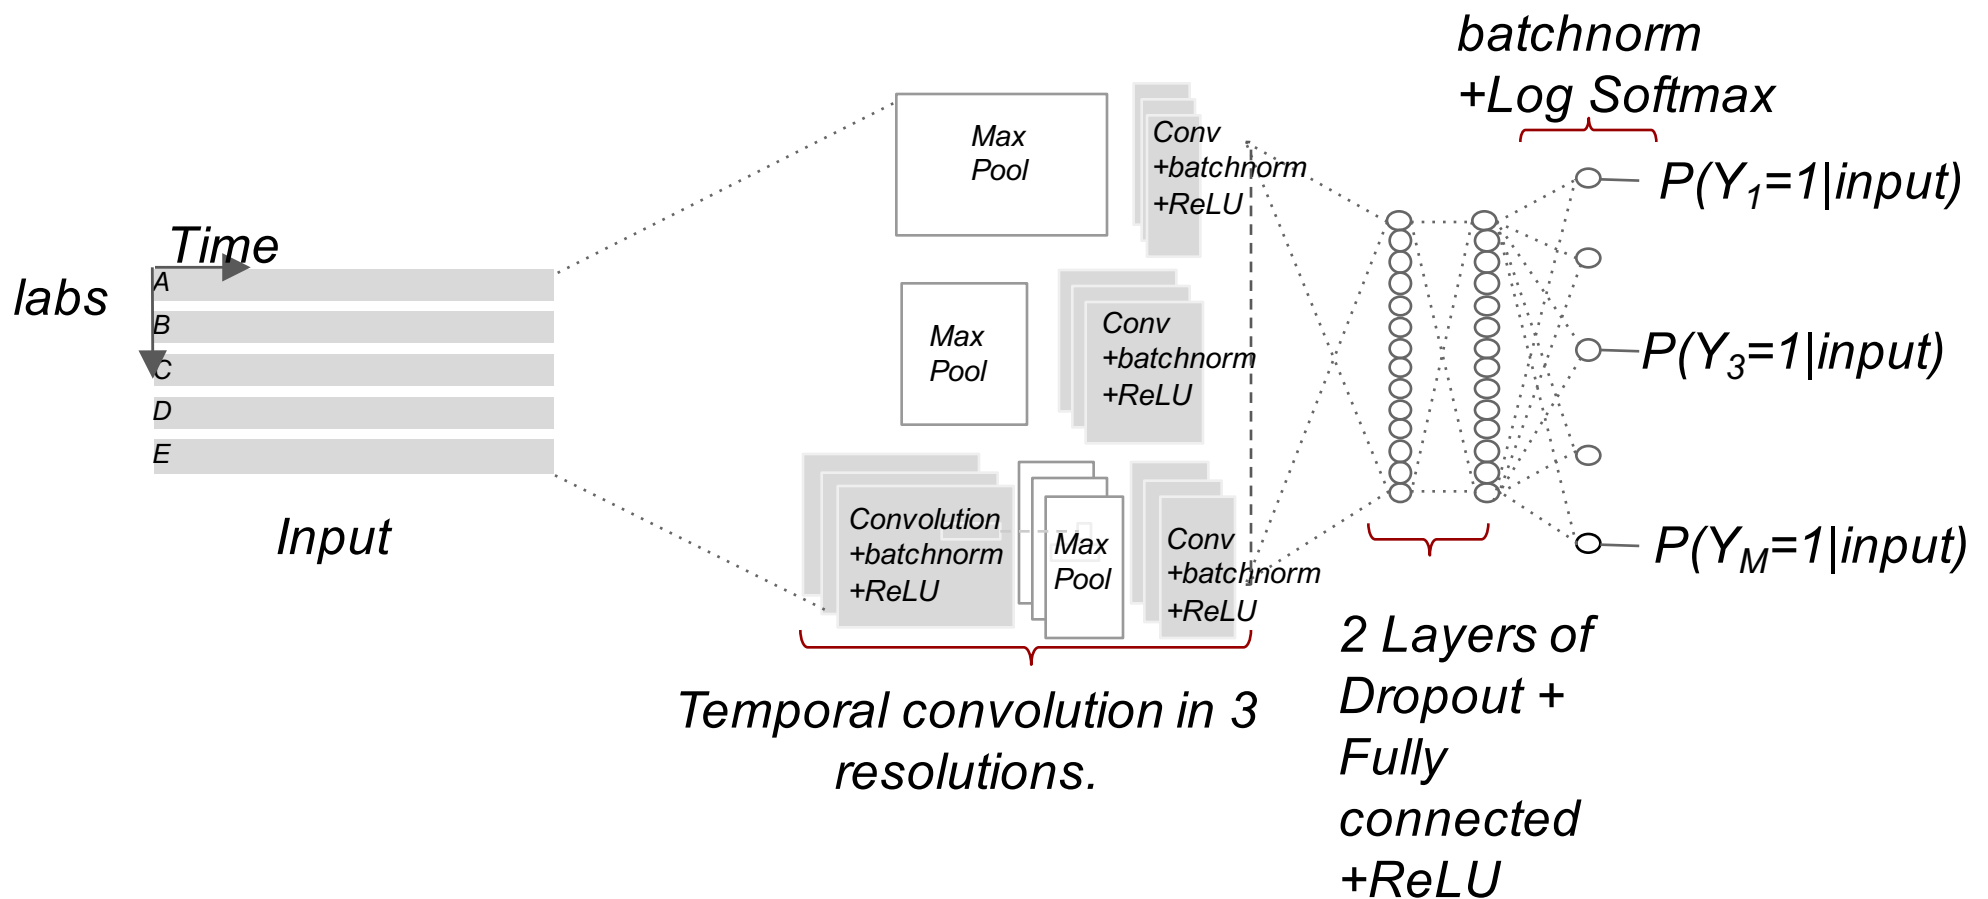 Time
labs
A
B
C
D
E
Input
Max
Pool
Conv
+batchnorm
+ReLU
Max
Pool
Conv
+batchnorm
+ReLU
Convolution
+batchnorm
+ReLU
Max
Pool
Conv
+batchnorm
+ReLU
Temporal convolution in 3
resolutions.
2 Layers of
Dropout +
Fully
connected
+ReLU
batchnorm
+Log Softmax
P(Y₁=1|input)
P(Y₃=1|input)
P(Y_M=1|input)